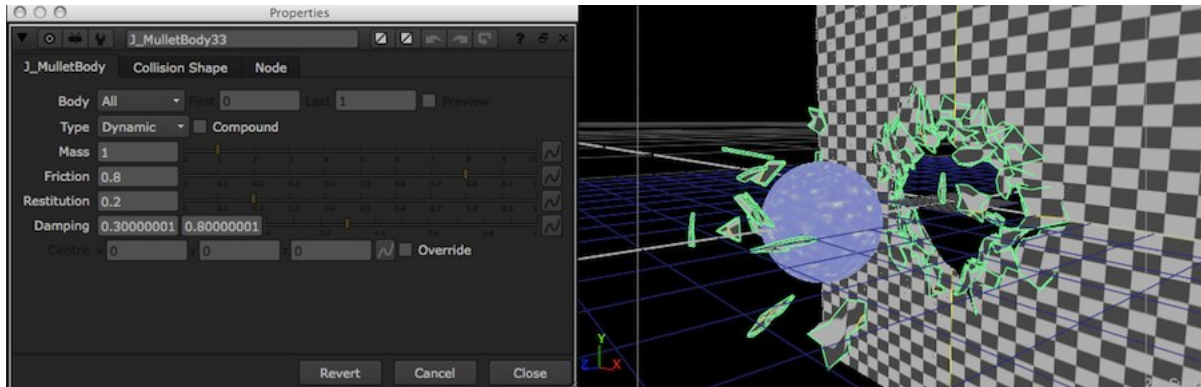 Properties
J_MulletBody33 ?
J_MulletBody Collision Shape Node
Body All First 0 Last 1 Preview
Type Dynamic Compound
Mass 1
Friction 0.8
Restitution 0.2
Damping 0.30000001 0.80000001
Centre x 0 y 0 z 0 Override
Revert Cancel Close
Y
Z X